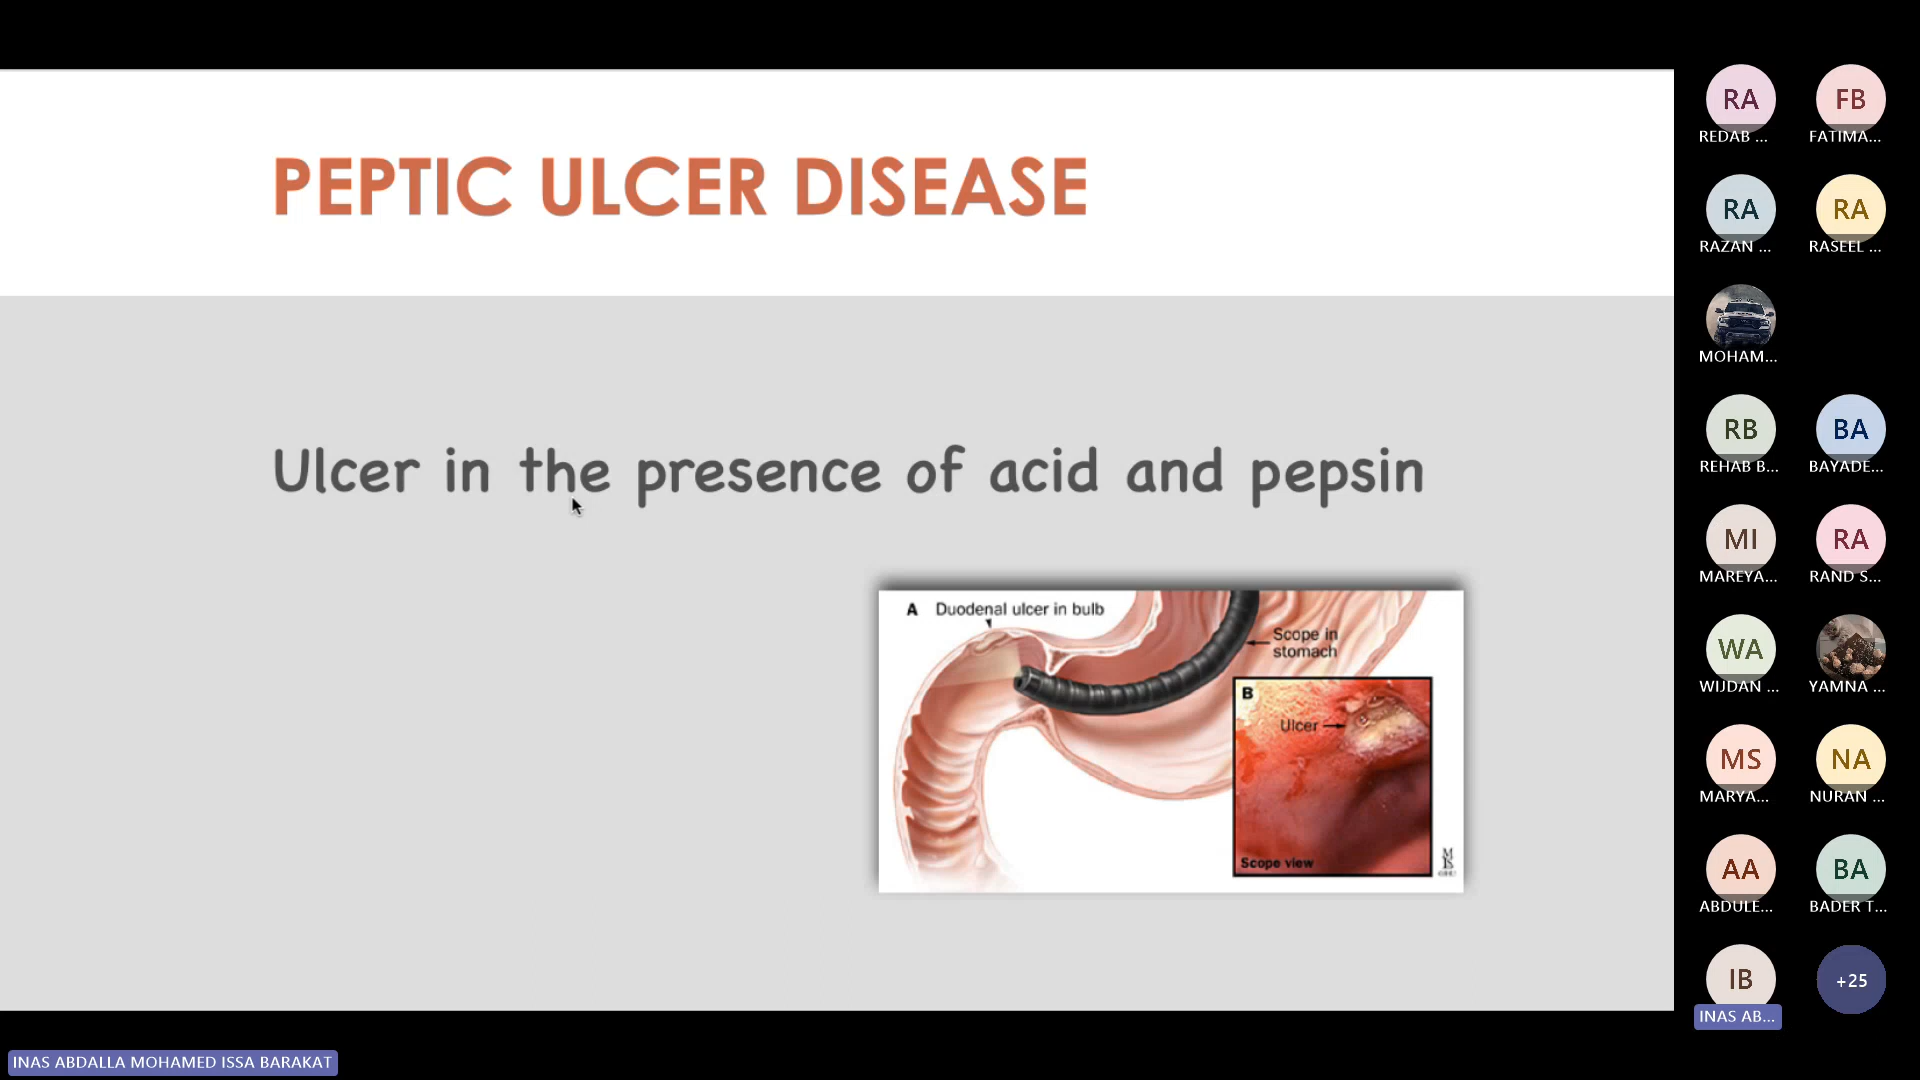 PEPTIC ULCER DISEASE
Ulcer in the presence of acid and pepsin
A Duodenal ulcer in bulb
Scope in
stomach
B
Ulcer
Scope view
RA
REDAB ...
FB
FATIMA...
RA
RAZAN ...
RA
RASEEL ...
MOHAM...
RB
REHAB B...
BA
BAYADE...
MI
MAREYA...
RA
RAND S...
WA
WIJDAN ...
YAMNA ...
MS
MARYA...
NA
NURAN ...
AA
ABDULE...
BA
BADER T...
IB
INAS AB...
+25
INAS ABDALLA MOHAMED ISSA BARAKAT